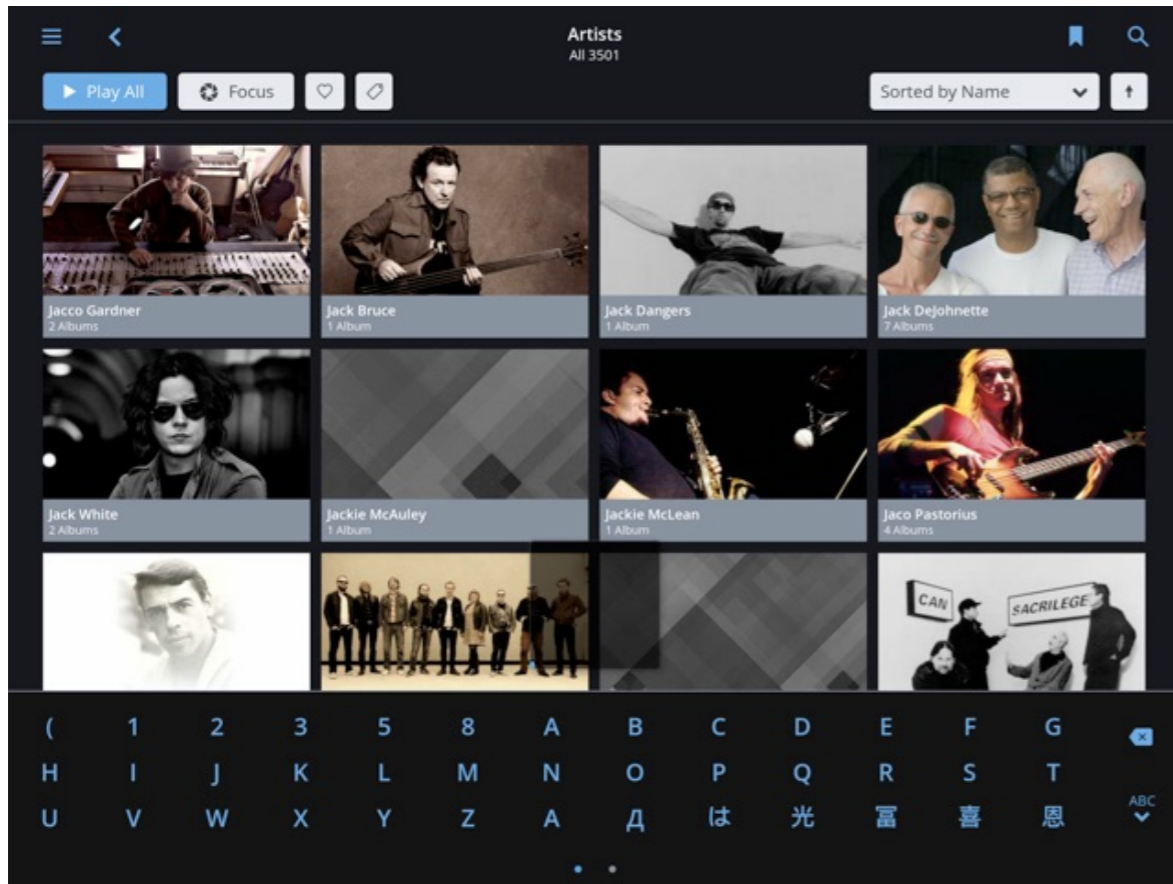 Artists
All 3501
Play All
Focus
Sorted by Name
Jacco Gardner
2 Albums
Jack Bruce
1 Album
Jack Dangers
1 Album
Jack DeJohnette
7 Albums
Jack White
2 Albums
Jackie McAuley
1 Album
Jackie McLean
1 Album
Jaco Pastorius
4 Albums
CAN
SACRILEGE
( 1 2 3 5 8 A B C D E F G
H I J K L M N O P Q R S T
U V W X Y Z А Д は 光 冨 喜 恩
ABC